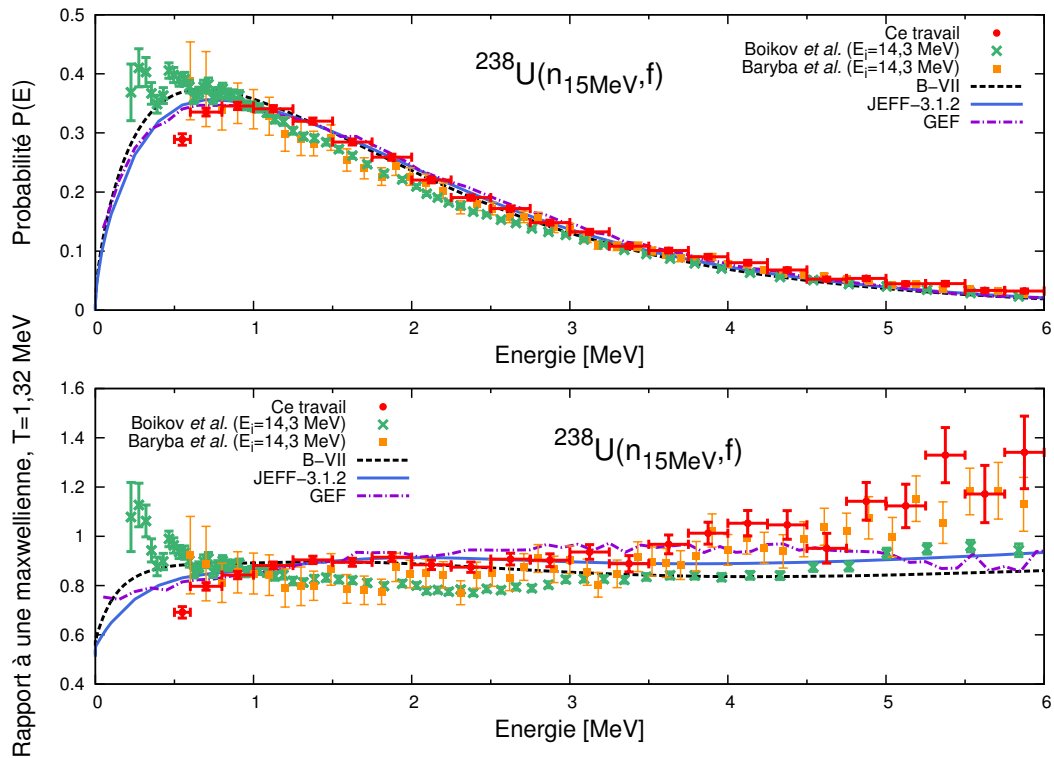 Probabilité P(E)
0.5
0.4
0.3
0.2
0.1
0
238U(n15MeV,f)
Ce travail
Boikov et al. (Ei=14,3 MeV)
Baryba et al. (Ei=14,3 MeV)
B-VII
JEFF-3.1.2
GEF
0 1 2 3 4 5 6
Energie [MeV]
Rapport à une maxwellienne, T=1,32 MeV
1.6
1.4
1.2
1
0.8
0.6
0.4
Ce travail
Boikov et al. (Ei=14,3 MeV)
Baryba et al. (Ei=14,3 MeV)
B-VII
JEFF-3.1.2
GEF
238U(n15MeV,f)
0 1 2 3 4 5 6
Energie [MeV]